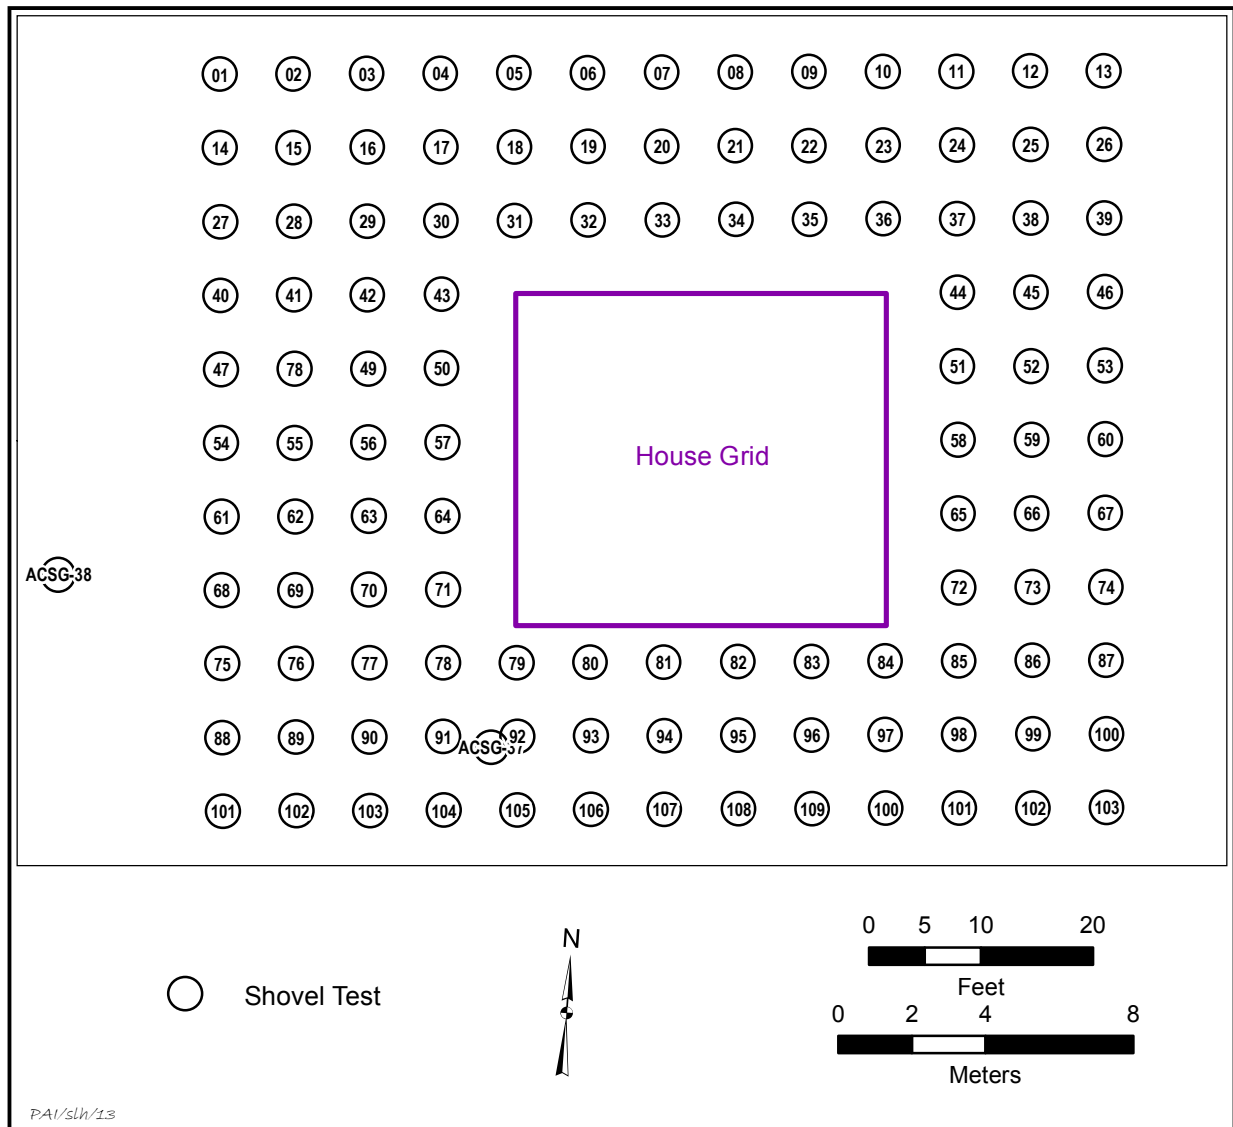 01 02 03 04 05 06 07 08 09 10 11 12 13
14 15 16 17 18 19 20 21 22 23 24 25 26
27 28 29 30 31 32 33 34 35 36 37 38 39
40 41 42 43 44 45 46
47 78 49 50 51 52 53
54 55 56 57 58 59 60
House Grid
61 62 63 64 65 66 67
ACSG-38
68 69 70 71 72 73 74
75 76 77 78 79 80 81 82 83 84 85 86 87
88 89 90 91 92 93 94 95 96 97 98 99 100
ACSG-37
101 102 103 104 105 106 107 108 109 100 101 102 103
Shovel Test
N
0 5 10 20
Feet
0 2 4 8
Meters
PAI/slh/13